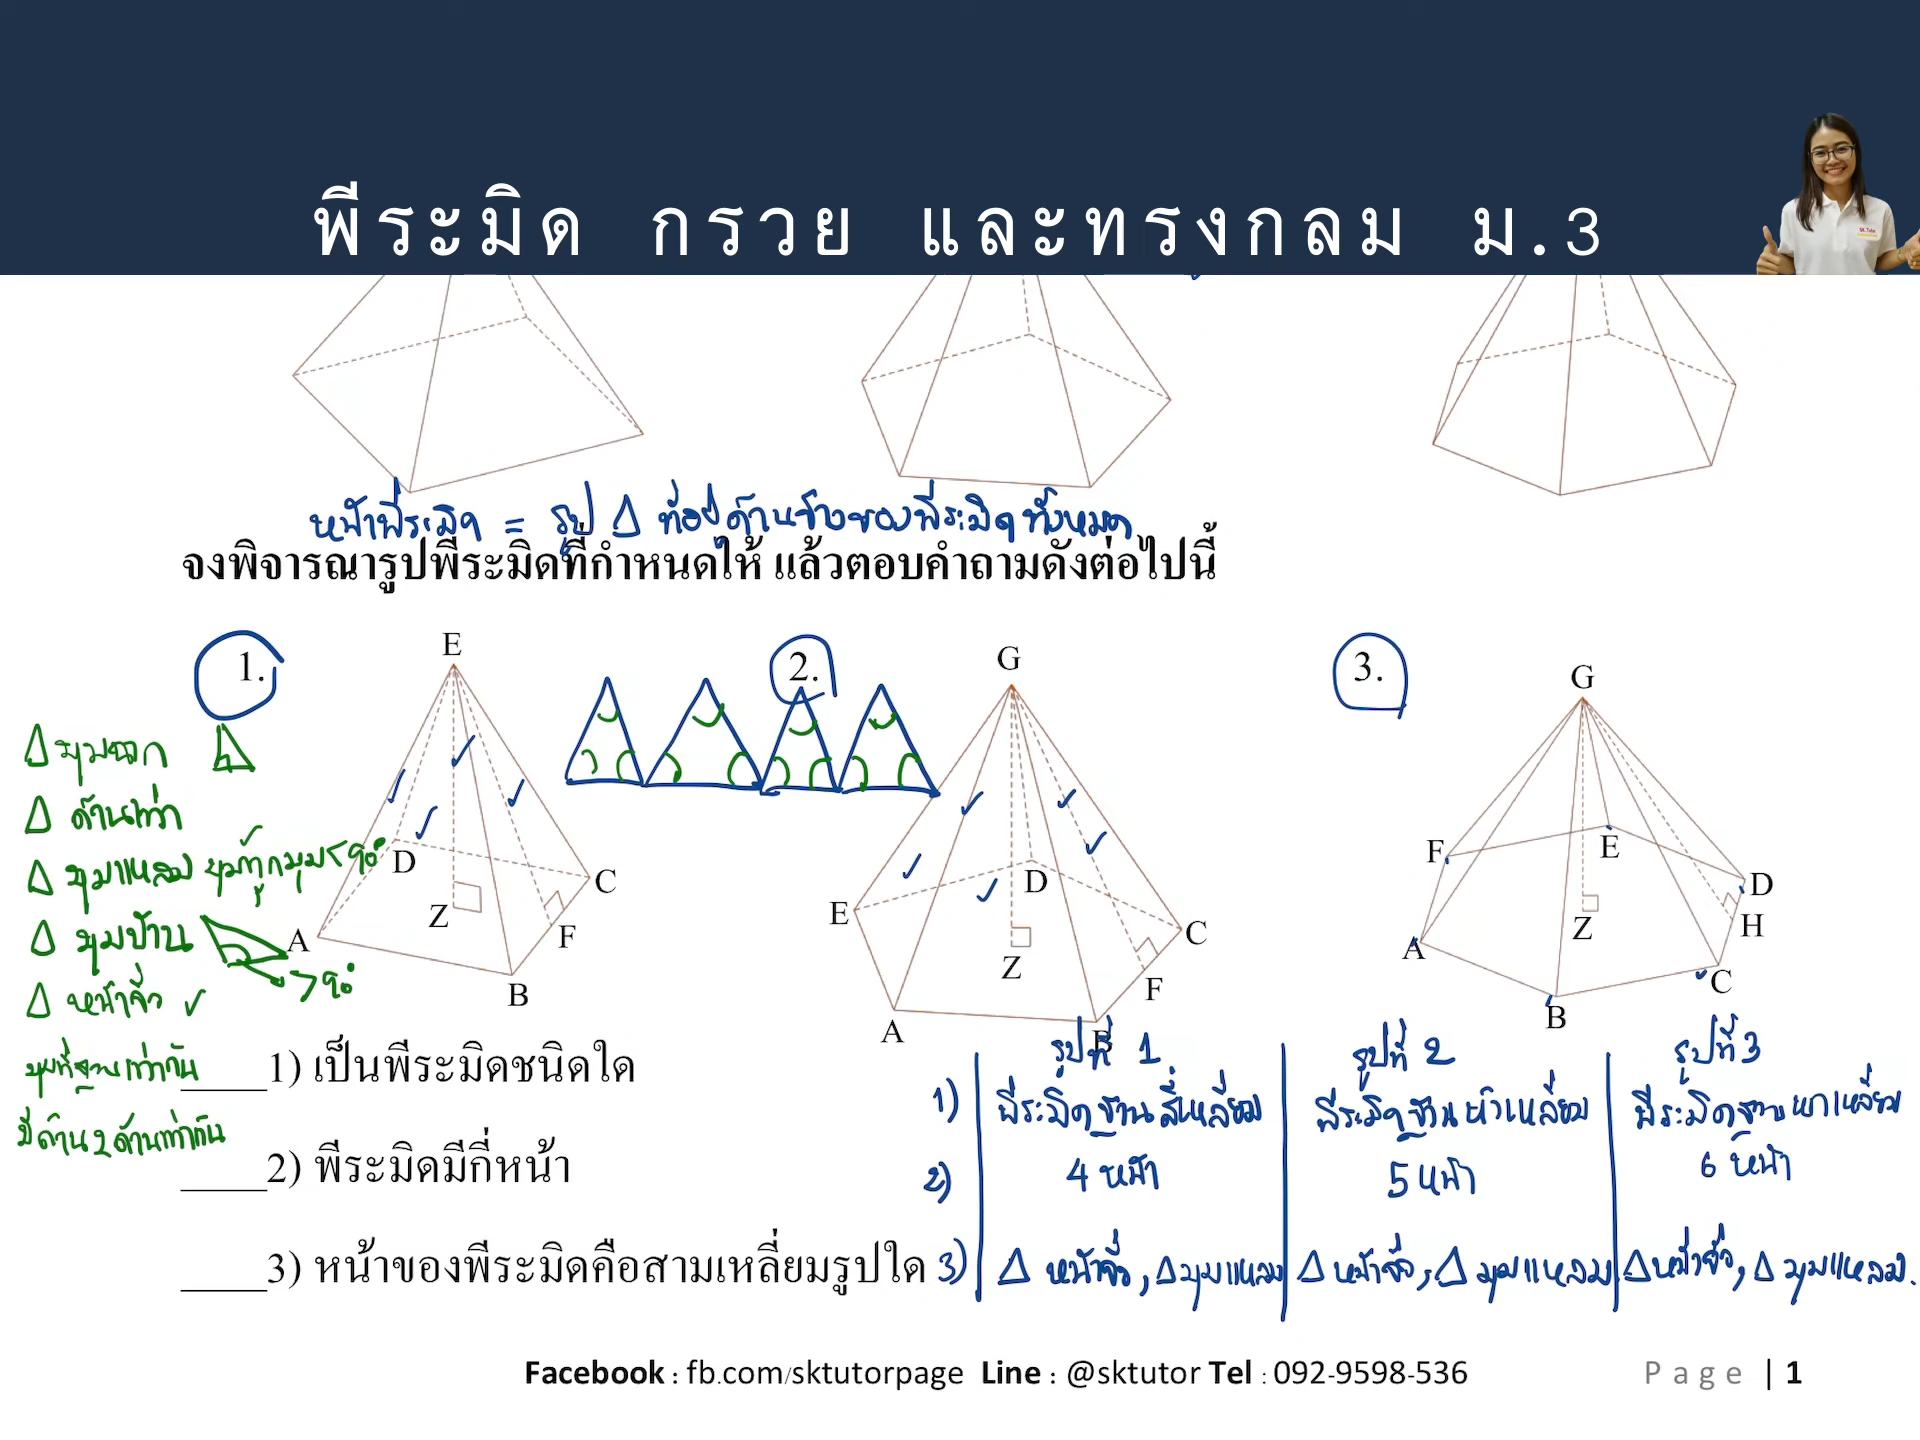 พีระมิด กรวย และทรงกลม ม.3
หน้าพีระมิด = รูป △ ที่อยู่ด้านข้างของพีระมิดทั้งหมด
จงพิจารณารูปพีระมิดที่กำหนดให้ แล้วตอบคำถามดังต่อไปนี้
1.
E
D
C
Z
A
F
B
2.
G
D
E
C
Z
F
A
B
3.
G
F
E
D
Z
H
A
C
B
△ มุมฉาก
△ ด้านเท่า
△ มุมแหลม มุมทุกมุม < 90°
△ มุมป้าน
> 90°
△ หน้าจั่ว ✓
มุมที่ฐานเท่ากัน
มีด้าน 2 ด้านเท่ากัน
____1) เป็นพีระมิดชนิดใด
____2) พีระมิดมีกี่หน้า
____3) หน้าของพีระมิดคือสามเหลี่ยมรูปใด
รูปที่ 1 รูปที่ 2 รูปที่ 3
1) พีระมิดฐานสี่เหลี่ยม พีระมิดฐานห้าเหลี่ยม พีระมิดฐานหกเหลี่ยม
2) 4 หน้า 5 หน้า 6 หน้า
3) △ หน้าจั่ว, △ มุมแหลม △ หน้าจั่ว, △ มุมแหลม △ หน้าจั่ว, △ มุมแหลม.
Facebook : fb.com/sktutorpage Line : @sktutor Tel : 092-9598-536
Page | 1